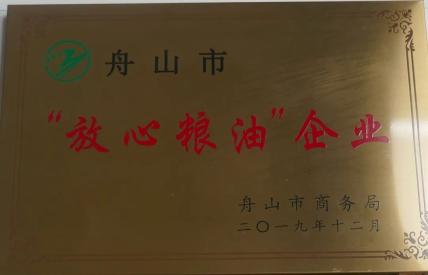 舟山市
“放心粮油”企业
舟山市商务局
二〇一九年十二月